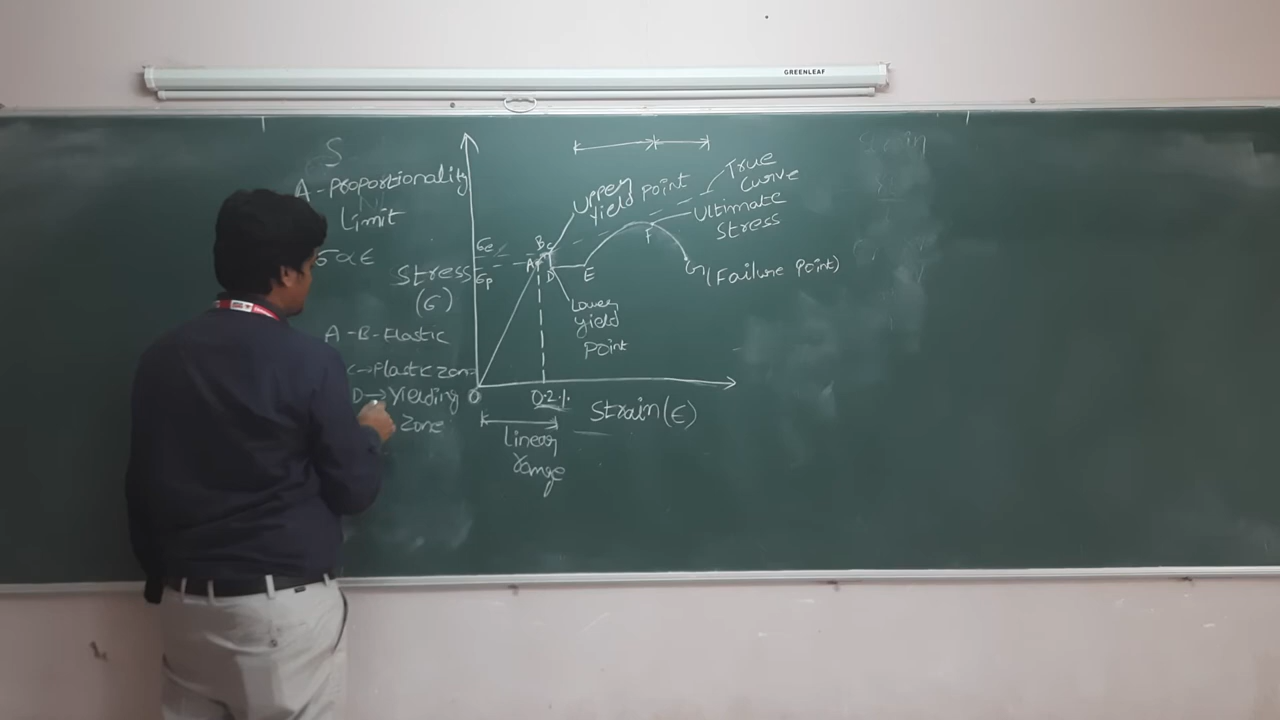 GREENLEAF
S
A - Proportionality
Limit
σ α ε
Stress
(σ)
A - B - Elastic
C → Plastic zone
D → Yielding
Zone
σe
σp
A
B
C
D
E
F
G (Failure Point)
Upper
Yield Point
True
Curve
Ultimate
Stress
Lower
yield
Point
O
0.2%
Strain (ε)
Linear
range